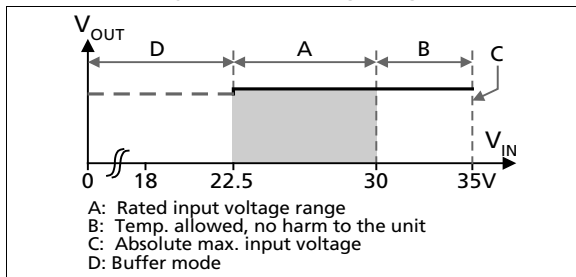 VOUT
D A B C
VIN
0 18 22.5 30 35V
A: Rated input voltage range
B: Temp. allowed, no harm to the unit
C: Absolute max. input voltage
D: Buffer mode